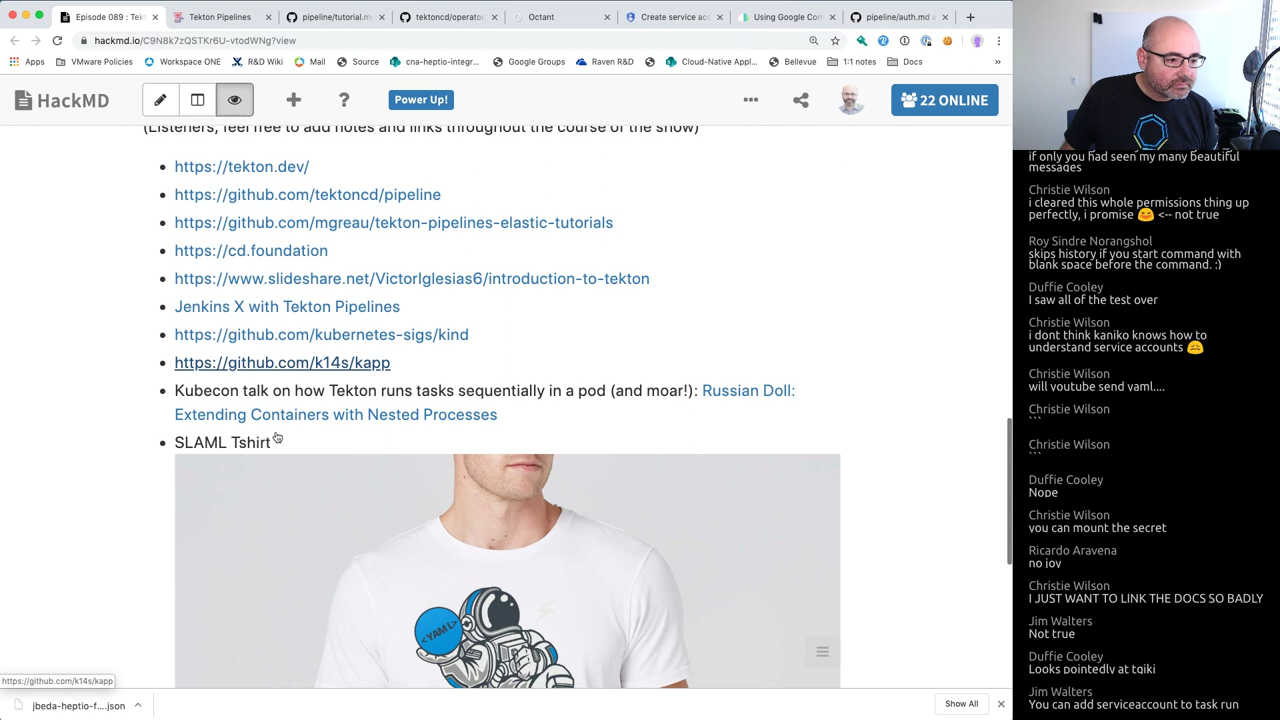 Episode 089 : Tekt
Tekton Pipelines
pipeline/tutorial.m
tektoncd/operator
Octant
Create service acc
Using Google Con
pipeline/auth.md a
hackmd.io/C9N8k7zQSTKr6U-vtodWNg?view
Apps
VMware Policies
Workspace ONE
R&D Wiki
Mail
Source
cna-heptio-integr...
Google Groups
Raven R&D
Cloud-Native Appl...
Bellevue
1:1 notes
Docs
»
HackMD
Power Up!
22 ONLINE
(Listeners, feel free to add notes and links throughout the course of the show)
• https://tekton.dev/
• https://github.com/tektoncd/pipeline
• https://github.com/mgreau/tekton-pipelines-elastic-tutorials
• https://cd.foundation
• https://www.slideshare.net/VictorIglesias6/introduction-to-tekton
• Jenkins X with Tekton Pipelines
• https://github.com/kubernetes-sigs/kind
• https://github.com/k14s/kapp
• Kubecon talk on how Tekton runs tasks sequentially in a pod (and moar!): Russian Doll:
Extending Containers with Nested Processes
• SLAML Tshirt
<YAML>
https://github.com/k14s/kapp
jbeda-heptio-f....json
Show All
if only you had seen my many beautiful
messages
Christie Wilson
i cleared this whole permissions thing up
perfectly, i promise 🤗 <-- not true
Roy Sindre Norangshol
skips history if you start command with
blank space before the command. :)
Duffie Cooley
I saw all of the test over
Christie Wilson
i dont think kaniko knows how to
understand service accounts 😊
Christie Wilson
will youtube send yaml....
Christie Wilson
```
Christie Wilson
```
Duffie Cooley
Nope
Christie Wilson
you can mount the secret
Ricardo Aravena
no joy
Christie Wilson
I JUST WANT TO LINK THE DOCS SO BADLY
Jim Walters
Not true
Duffie Cooley
Looks pointedly at tgiki
Jim Walters
You can add serviceaccount to task run